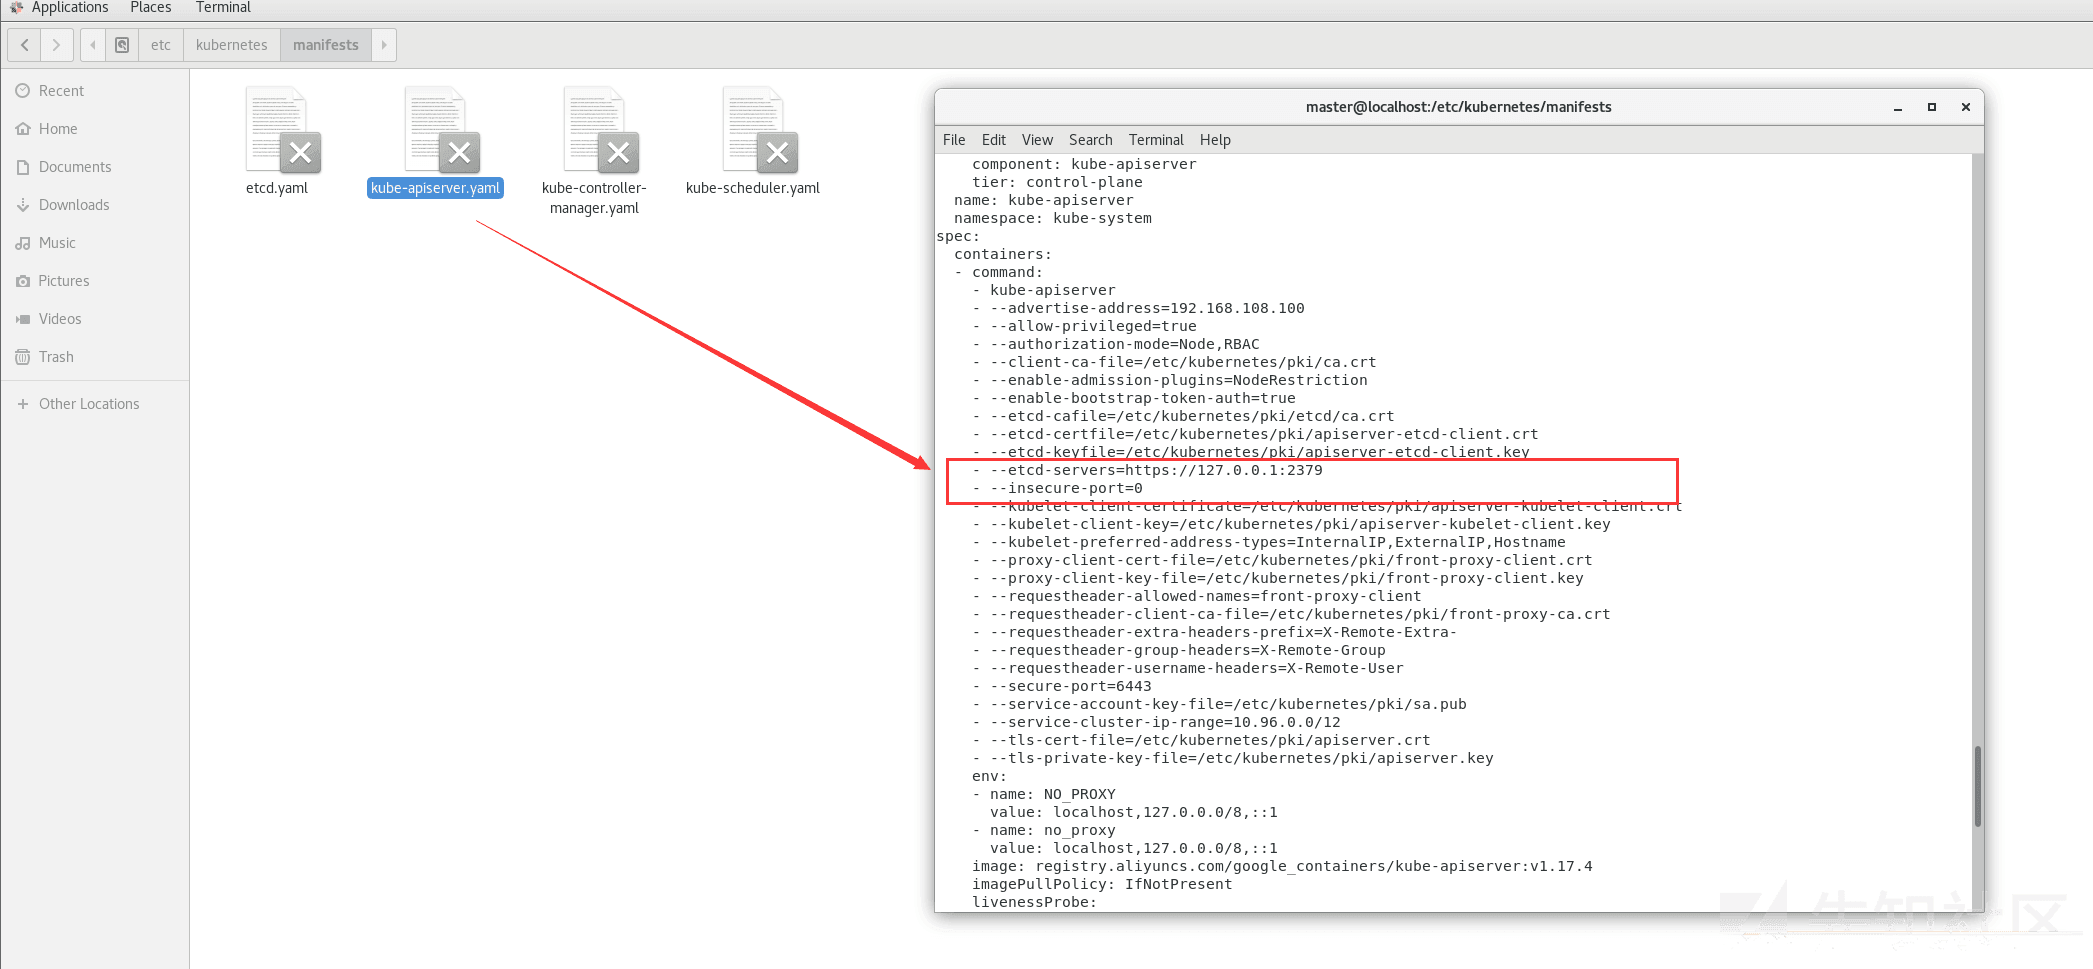 Applications Places Terminal
etc kubernetes manifests
Recent
Home
Documents
Downloads
Music
Pictures
Videos
Trash
Other Locations
etcd.yaml
kube-apiserver.yaml
kube-controller-
manager.yaml
kube-scheduler.yaml
master@localhost:/etc/kubernetes/manifests
File Edit View Search Terminal Help
component: kube-apiserver
tier: control-plane
name: kube-apiserver
namespace: kube-system
spec:
containers:
- command:
- kube-apiserver
- --advertise-address=192.168.108.100
- --allow-privileged=true
- --authorization-mode=Node,RBAC
- --client-ca-file=/etc/kubernetes/pki/ca.crt
- --enable-admission-plugins=NodeRestriction
- --enable-bootstrap-token-auth=true
- --etcd-cafile=/etc/kubernetes/pki/etcd/ca.crt
- --etcd-certfile=/etc/kubernetes/pki/apiserver-etcd-client.crt
- --etcd-keyfile=/etc/kubernetes/pki/apiserver-etcd-client.key
- --etcd-servers=https://127.0.0.1:2379
- --insecure-port=0
- --kubelet-client-certificate=/etc/kubernetes/pki/apiserver-kubelet-client.crt
- --kubelet-client-key=/etc/kubernetes/pki/apiserver-kubelet-client.key
- --kubelet-preferred-address-types=InternalIP,ExternalIP,Hostname
- --proxy-client-cert-file=/etc/kubernetes/pki/front-proxy-client.crt
- --proxy-client-key-file=/etc/kubernetes/pki/front-proxy-client.key
- --requestheader-allowed-names=front-proxy-client
- --requestheader-client-ca-file=/etc/kubernetes/pki/front-proxy-ca.crt
- --requestheader-extra-headers-prefix=X-Remote-Extra-
- --requestheader-group-headers=X-Remote-Group
- --requestheader-username-headers=X-Remote-User
- --secure-port=6443
- --service-account-key-file=/etc/kubernetes/pki/sa.pub
- --service-cluster-ip-range=10.96.0.0/12
- --tls-cert-file=/etc/kubernetes/pki/apiserver.crt
- --tls-private-key-file=/etc/kubernetes/pki/apiserver.key
env:
- name: NO_PROXY
value: localhost,127.0.0.0/8,::1
- name: no_proxy
value: localhost,127.0.0.0/8,::1
image: registry.aliyuncs.com/google_containers/kube-apiserver:v1.17.4
imagePullPolicy: IfNotPresent
livenessProbe: